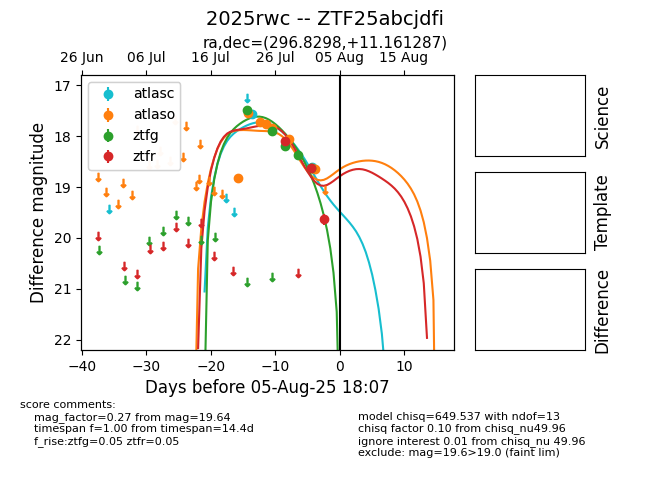 2025rwc -- ZTF25abcjdfi
ra,dec=(296.8298,+11.161287)
26 Jun 06 Jul 16 Jul 26 Jul 05 Aug 15 Aug
17
18
19
20
21
22
Difference magnitude
atlasc
atlaso
ztfg
ztfr
−40 −30 −20 −10 0 10
Days before 05-Aug-25 18:07
Science
Template
Difference
score comments:
mag_factor=0.27 from mag=19.64
timespan f=1.00 from timespan=14.4d
f_rise:ztfg=0.05 ztfr=0.05
model chisq=649.537 with ndof=13
chisq factor 0.10 from chisq_nu49.96
ignore interest 0.01 from chisq_nu 49.96
exclude: mag=19.6>19.0 (faint lim)